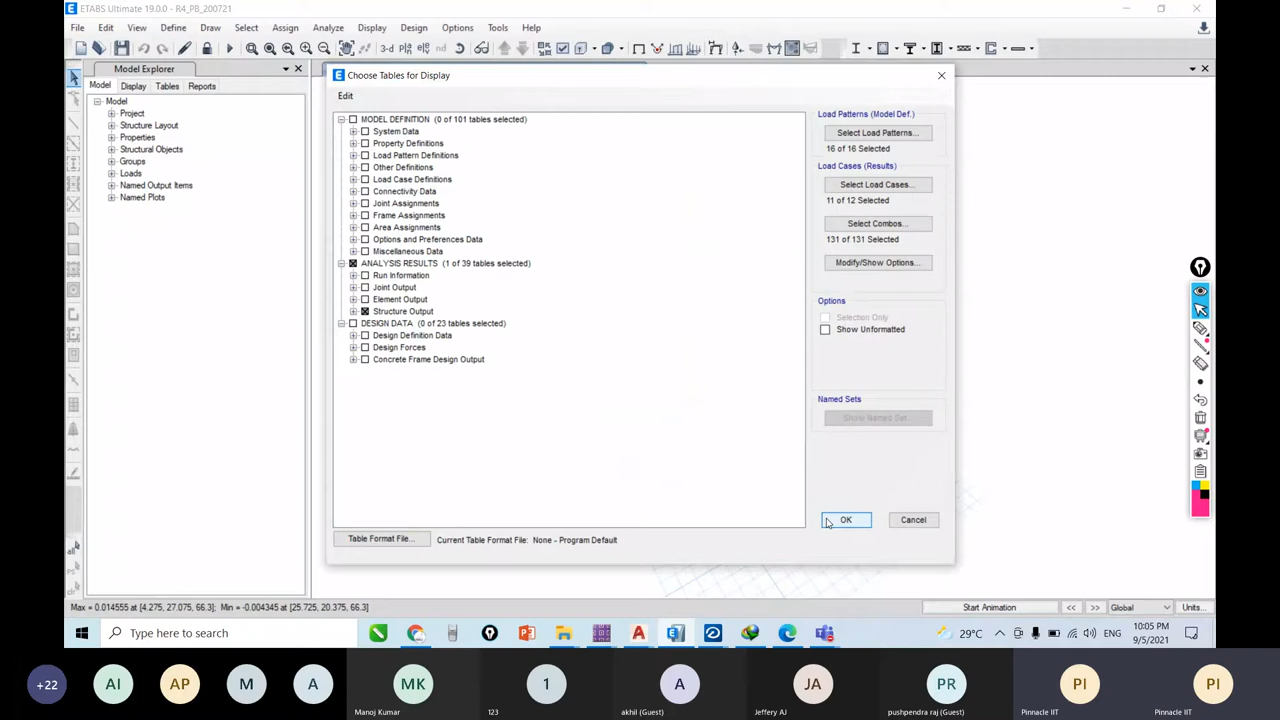 ETABS Ultimate 19.0.0 - R4_PB_200721
File Edit View Define Draw Select Assign Analyze Display Design Options Tools Help
3-d
nd
Model Explorer
Model Display Tables Reports
Model
Project
Structure Layout
Properties
Structural Objects
Groups
Loads
Named Output Items
Named Plots
Choose Tables for Display
Edit
MODEL DEFINITION (0 of 101 tables selected)
System Data
Property Definitions
Load Pattern Definitions
Other Definitions
Load Case Definitions
Connectivity Data
Joint Assignments
Frame Assignments
Area Assignments
Options and Preferences Data
Miscellaneous Data
ANALYSIS RESULTS (1 of 39 tables selected)
Run Information
Joint Output
Element Output
Structure Output
DESIGN DATA (0 of 23 tables selected)
Design Definition Data
Design Forces
Concrete Frame Design Output
Load Patterns (Model Def.)
Select Load Patterns...
16 of 16 Selected
Load Cases (Results)
Select Load Cases...
11 of 12 Selected
Select Combos...
131 of 131 Selected
Modify/Show Options...
Options
Selection Only
Show Unformatted
Named Sets
Show Named Set...
OK Cancel
Table Format File... Current Table Format File: None - Program Default
Max = 0.014555 at [4.275, 27.075, 66.3]; Min = -0.004345 at [25.725, 20.375, 66.3]
Start Animation << >> Global Units...
Type here to search
29°C ENG 10:05 PM
9/5/2021
+22 AI AP M A MK 1 A JA PR PI PI
Manoj Kumar 123 akhil (Guest) Jeffery AJ pushpendra raj (Guest) Pinnacle IIT Pinnacle IIT